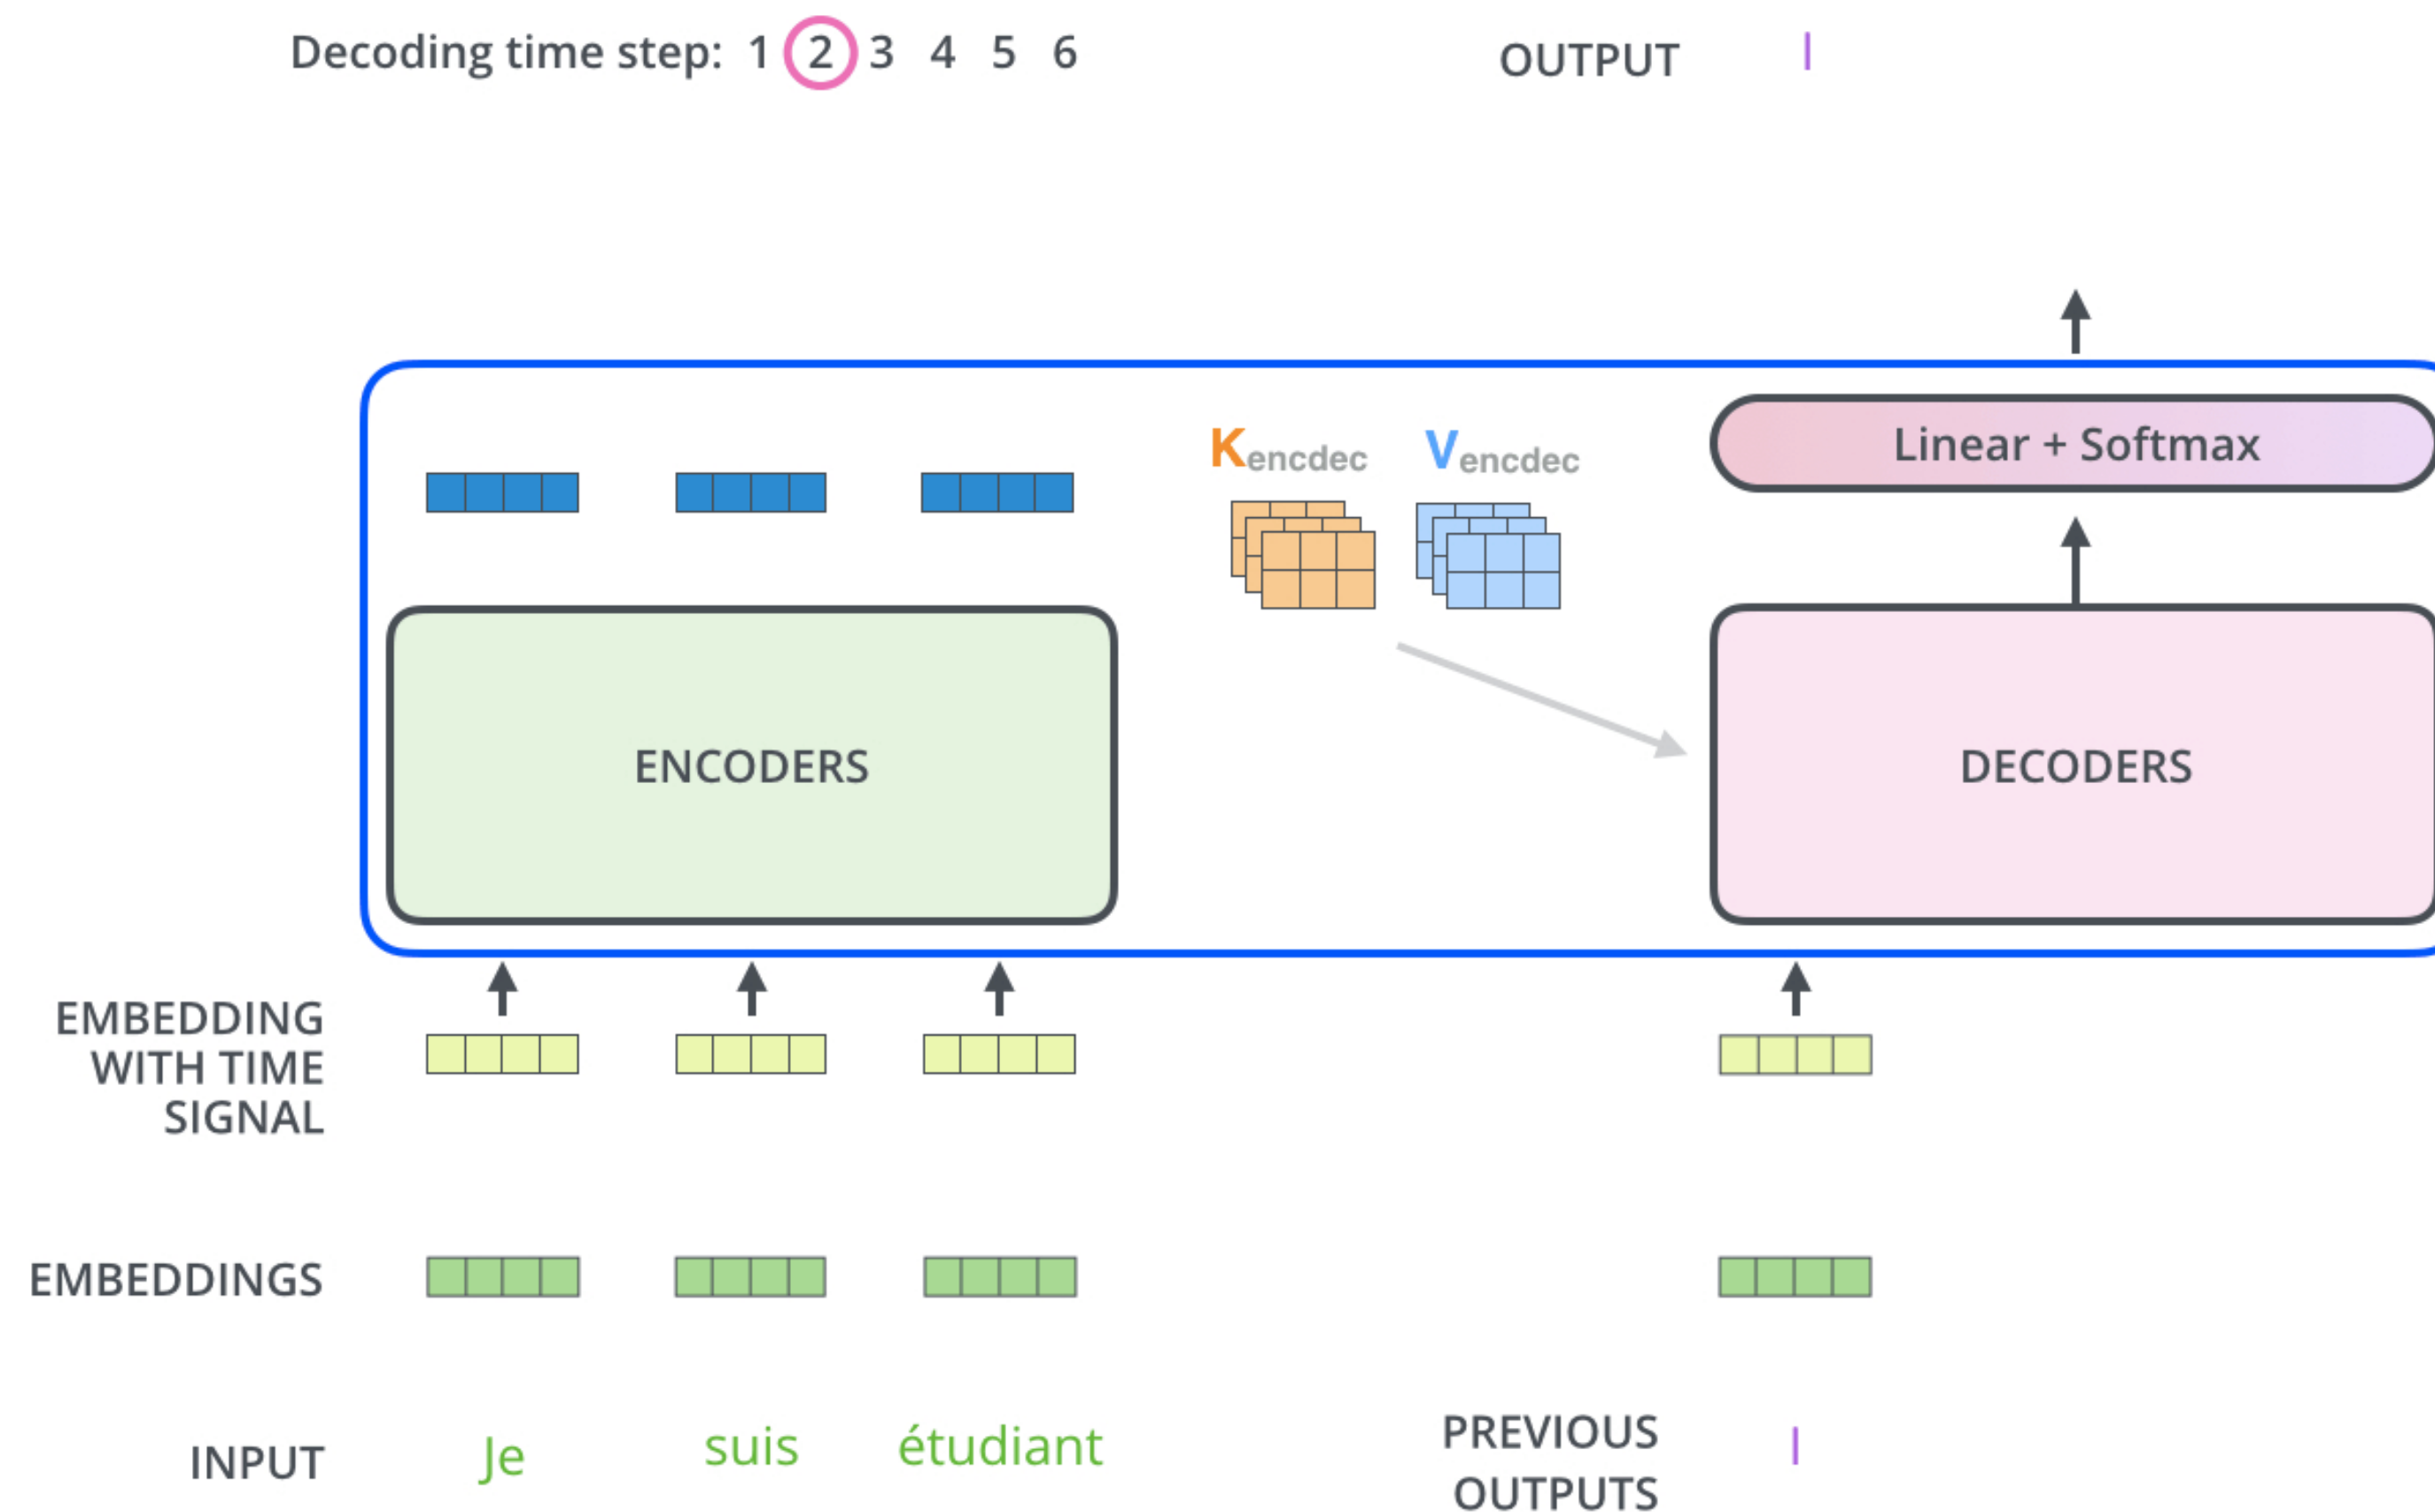 Decoding time step: 1 2 3 4 5 6
OUTPUT I
Kencdec Vencdec
Linear + Softmax
ENCODERS
DECODERS
EMBEDDING
WITH TIME
SIGNAL
EMBEDDINGS
INPUT Je suis étudiant
PREVIOUS
OUTPUTS
I